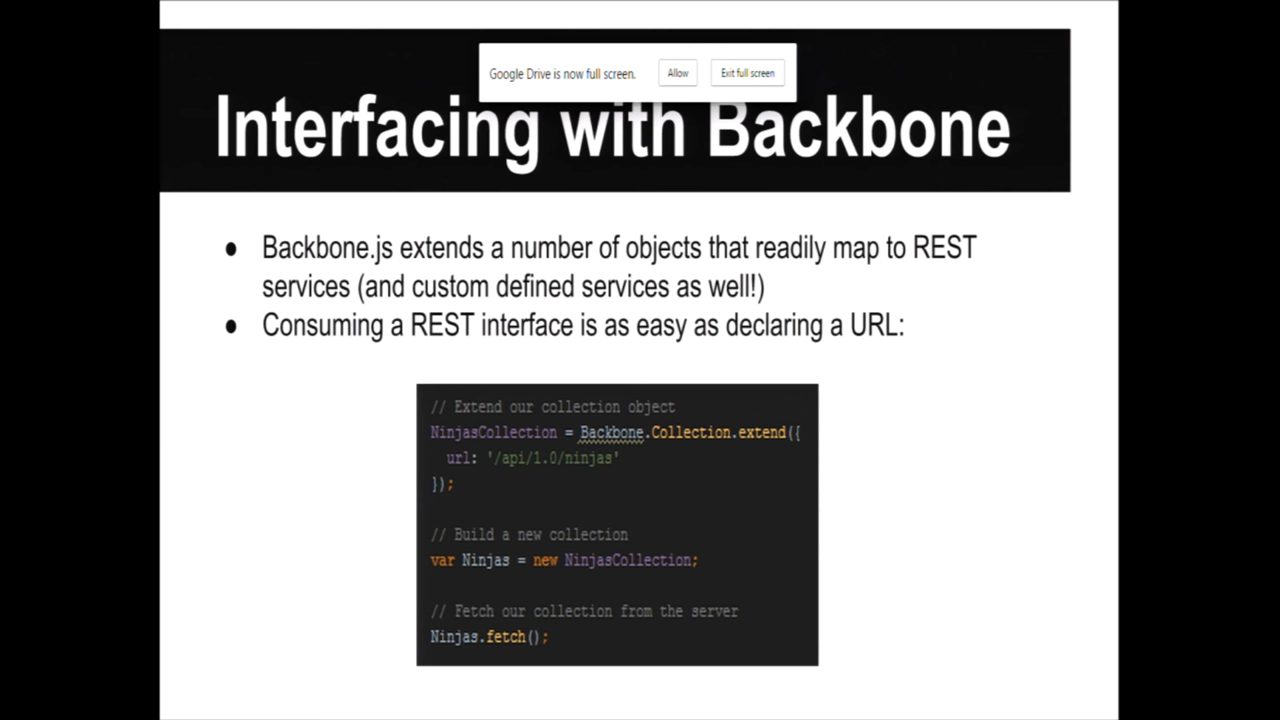 Google Drive is now full screen. Allow Exit full screen
Interfacing with Backbone
● Backbone.js extends a number of objects that readily map to REST
services (and custom defined services as well!)
● Consuming a REST interface is as easy as declaring a URL:
// Extend our collection object
NinjasCollection = Backbone.Collection.extend({
  url: '/api/1.0/ninjas'
});
// Build a new collection
var Ninjas = new NinjasCollection;
// Fetch our collection from the server
Ninjas.fetch();